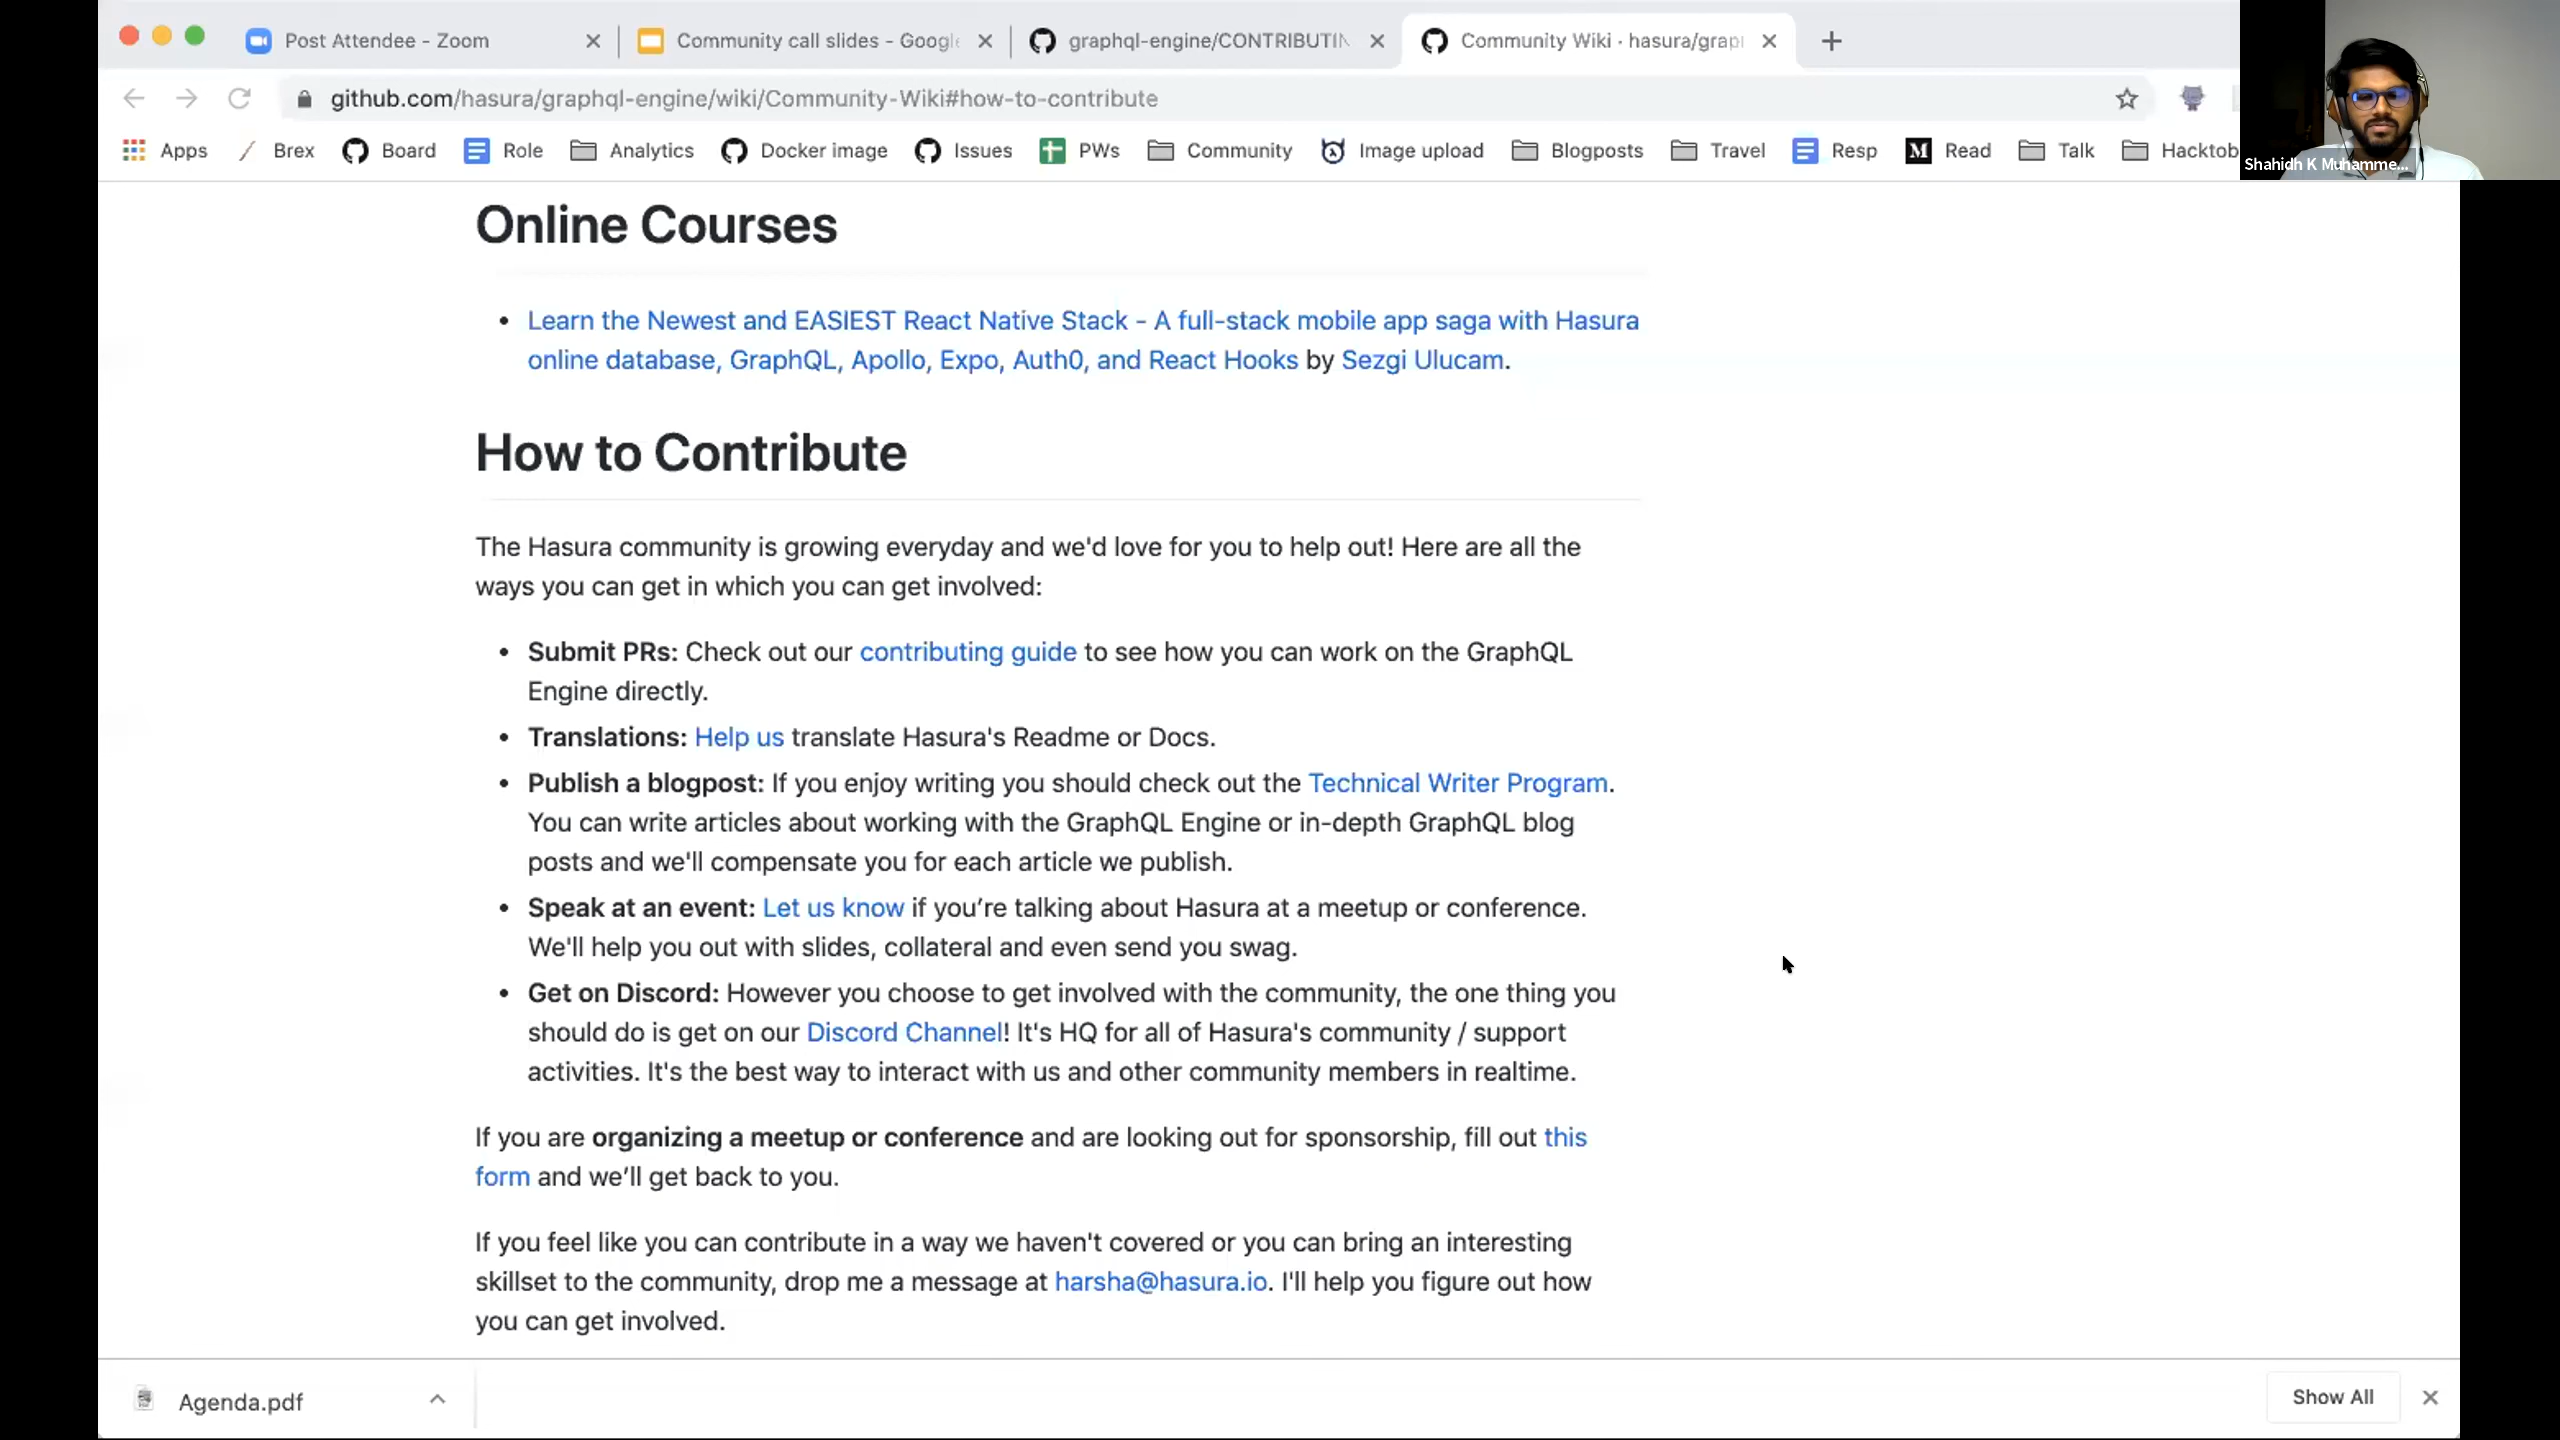 Post Attendee - Zoom
Community call slides - Google
graphql-engine/CONTRIBUTIN
Community Wiki · hasura/grap
github.com/hasura/graphql-engine/wiki/Community-Wiki#how-to-contribute
Apps
Brex
Board
Role
Analytics
Docker image
Issues
PWs
Community
Image upload
Blogposts
Travel
Resp
Read
Talk
Hacktob
Shahidh K Muhamme...
Online Courses
• Learn the Newest and EASIEST React Native Stack - A full-stack mobile app saga with Hasura
online database, GraphQL, Apollo, Expo, Auth0, and React Hooks by Sezgi Ulucam.
How to Contribute
The Hasura community is growing everyday and we'd love for you to help out! Here are all the
ways you can get in which you can get involved:
• Submit PRs: Check out our contributing guide to see how you can work on the GraphQL
Engine directly.
• Translations: Help us translate Hasura's Readme or Docs.
• Publish a blogpost: If you enjoy writing you should check out the Technical Writer Program.
You can write articles about working with the GraphQL Engine or in-depth GraphQL blog
posts and we'll compensate you for each article we publish.
• Speak at an event: Let us know if you’re talking about Hasura at a meetup or conference.
We'll help you out with slides, collateral and even send you swag.
• Get on Discord: However you choose to get involved with the community, the one thing you
should do is get on our Discord Channel! It's HQ for all of Hasura's community / support
activities. It's the best way to interact with us and other community members in realtime.
If you are organizing a meetup or conference and are looking out for sponsorship, fill out this
form and we’ll get back to you.
If you feel like you can contribute in a way we haven't covered or you can bring an interesting
skillset to the community, drop me a message at harsha@hasura.io. I'll help you figure out how
you can get involved.
Agenda.pdf
Show All